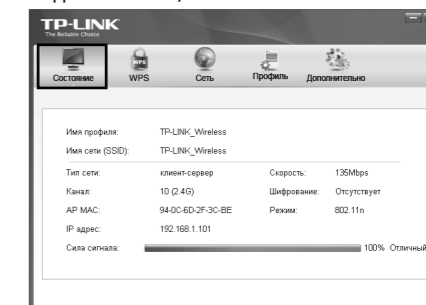 TP-LINK
The Reliable Choice
Состояние WPS Сеть Профиль Дополнительно
Имя профиля: TP-LINK_Wireless
Имя сети (SSID): TP-LINK_Wireless
Тип сети: клиент-сервер Скорость: 135Mbps
Канал: 10 (2.4G) Шифрование: Отсутствует
AP MAC: 94-0C-6D-2F-3C-BE Режим: 802.11n
IP адрес: 192.168.1.101
Сила сигнала: 100% Отличный